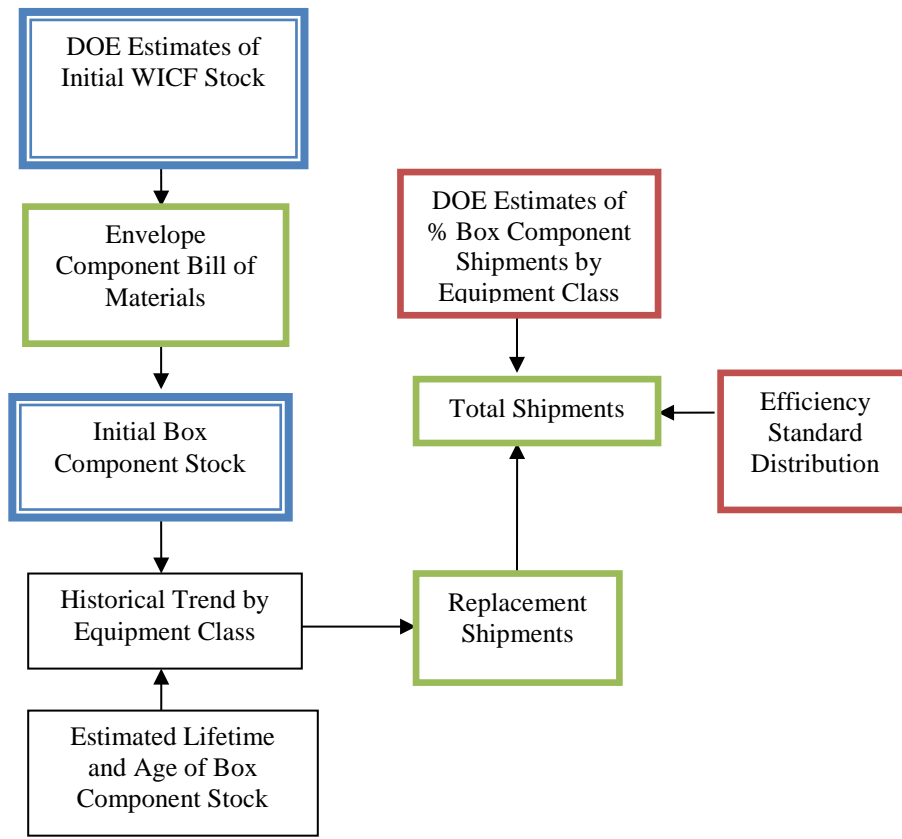 DOE Estimates of
Initial WICF Stock
Envelope
Component Bill of
Materials
Initial Box
Component Stock
Historical Trend by
Equipment Class
Estimated Lifetime
and Age of Box
Component Stock
DOE Estimates of
% Box Component
Shipments by
Equipment Class
Total Shipments
Efficiency
Standard
Distribution
Replacement
Shipments